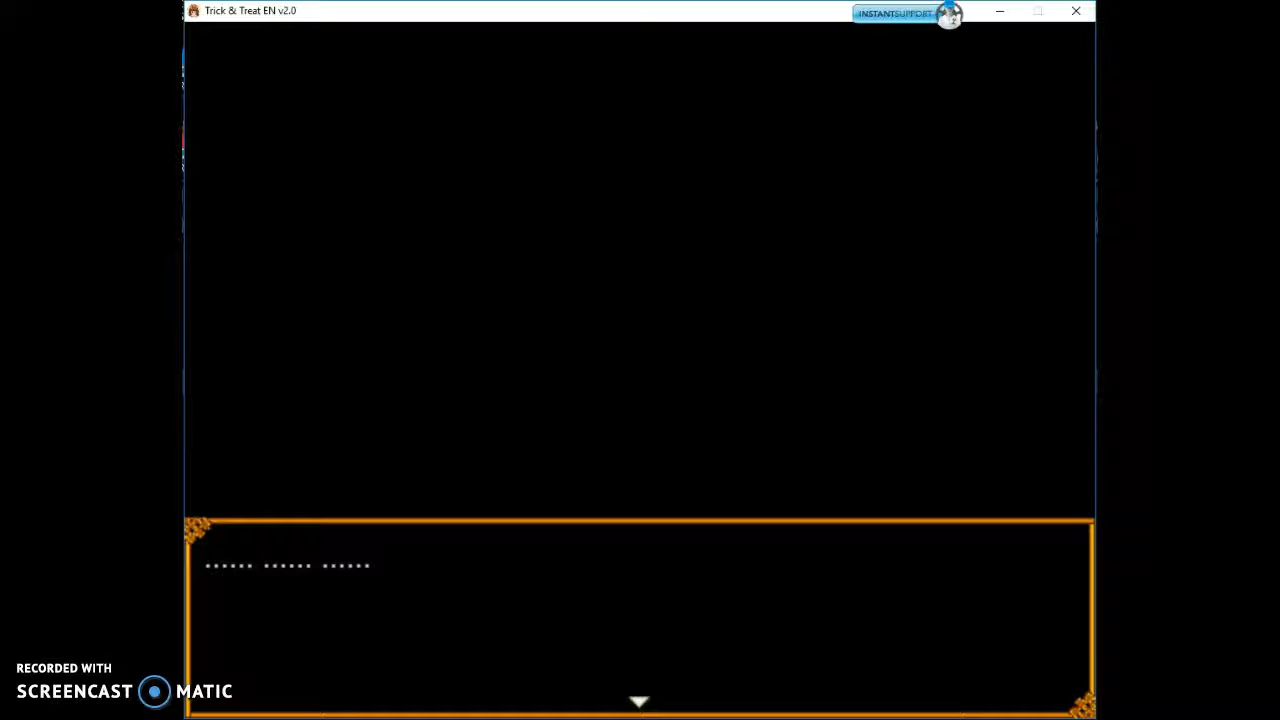 Trick & Treat EN v2.0
INSTANTSUPPORT
...... ...... ......
RECORDED WITH
SCREENCAST MATIC